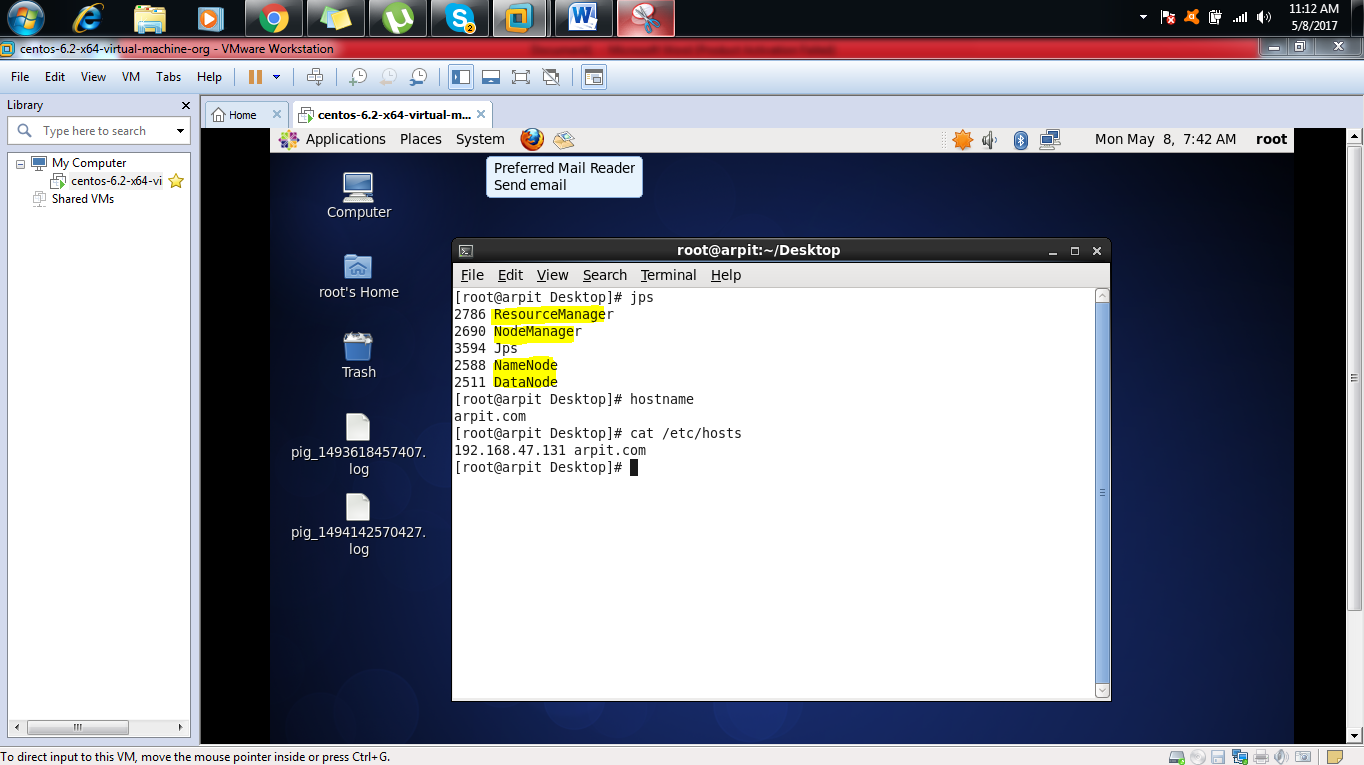 11:12 AM
5/8/2017
centos-6.2-x64-virtual-machine-org - VMware Workstation
File Edit View VM Tabs Help
Library
Type here to search
My Computer
centos-6.2-x64-vi
Shared VMs
Home
centos-6.2-x64-virtual-m...
Applications Places System
Mon May 8, 7:42 AM root
Preferred Mail Reader
Send email
Computer
root's Home
Trash
pig_1493618457407.
log
pig_1494142570427.
log
root@arpit:~/Desktop
File Edit View Search Terminal Help
[root@arpit Desktop]# jps
2786 ResourceManager
2690 NodeManager
3594 Jps
2588 NameNode
2511 DataNode
[root@arpit Desktop]# hostname
arpit.com
[root@arpit Desktop]# cat /etc/hosts
192.168.47.131 arpit.com
[root@arpit Desktop]#
To direct input to this VM, move the mouse pointer inside or press Ctrl+G.